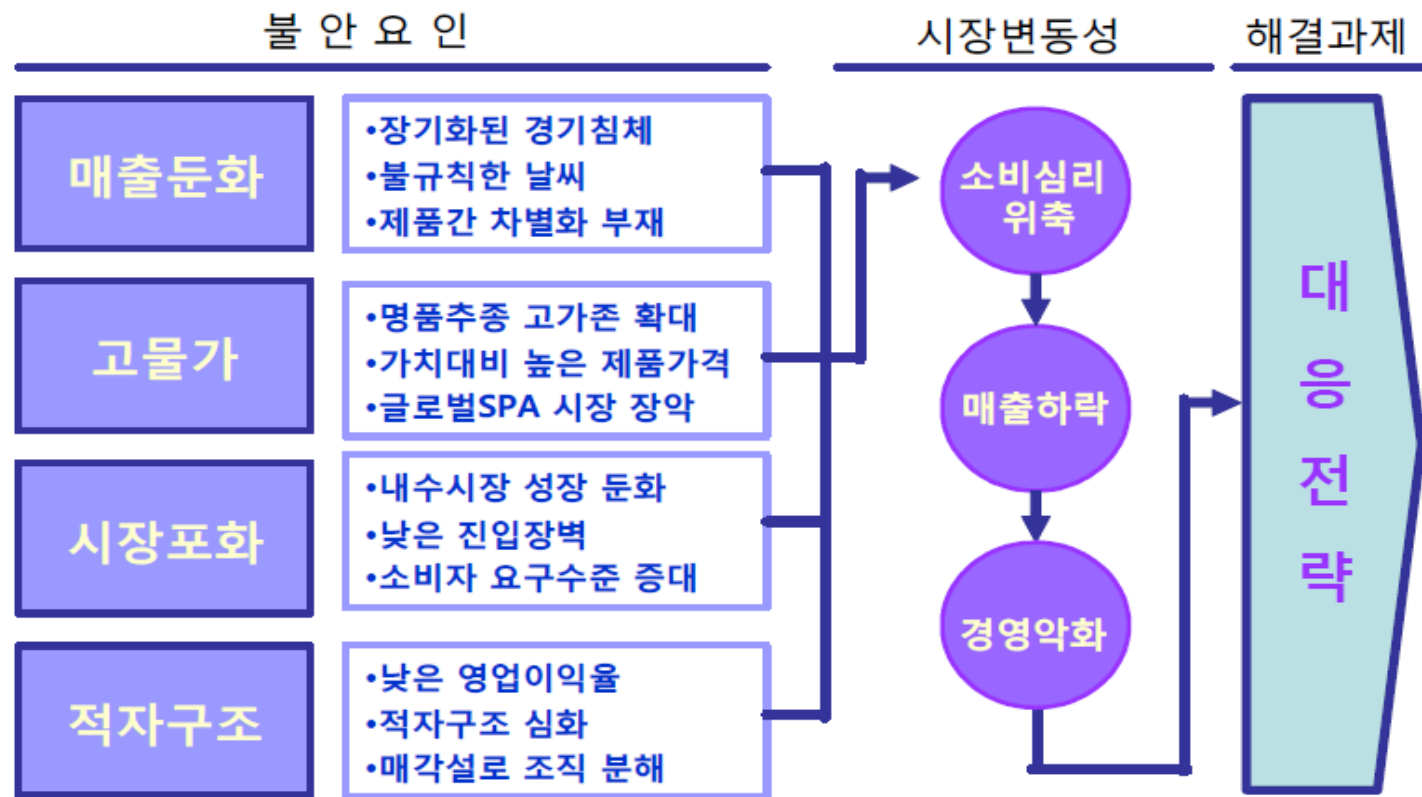 불 안 요 인
시장변동성
해결과제
매출둔화
•장기화된 경기침체
•불규칙한 날씨
•제품간 차별화 부재
고물가
•명품추종 고가존 확대
•가치대비 높은 제품가격
•글로벌SPA 시장 장악
시장포화
•내수시장 성장 둔화
•낮은 진입장벽
•소비자 요구수준 증대
적자구조
•낮은 영업이익율
•적자구조 심화
•매각설로 조직 분해
소비심리
위축
매출하락
경영악화
대
응
전
략